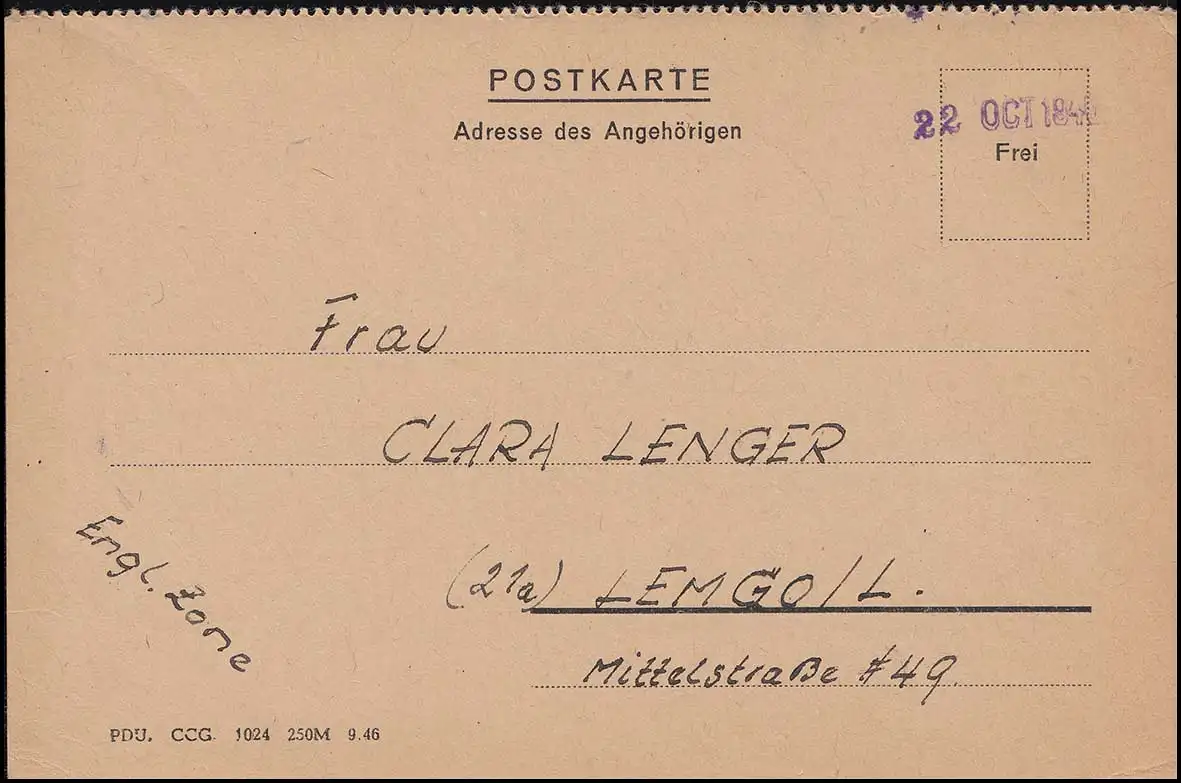 POSTKARTE
Adresse des Angehörigen
22 OCT
Frei
Frau
CLARA LENGER
(21a) LEMGO/L.
Engl. Zone
Mittelstraße #49.
PDU. CCG. 1024 250M 9.46